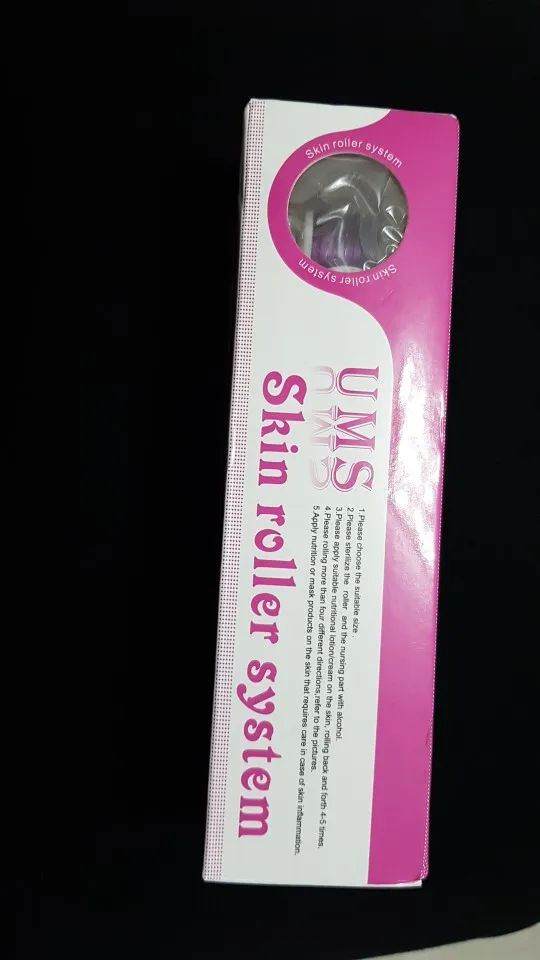 Skin roller system
Skin roller system
UMS
1.Please choose the suitable size .
2.Please sterilize the roller and the nursing part with alcohol.
3.Please apply suitable nutritional lotion/cream on the skin, rolling back and forth 4-5 times.
4.Please rolling more than four different directions,refer to the pictures.
5.Apply nutrition or mask products on the skin that requires care in case of skin inflammation.
Skin roller system